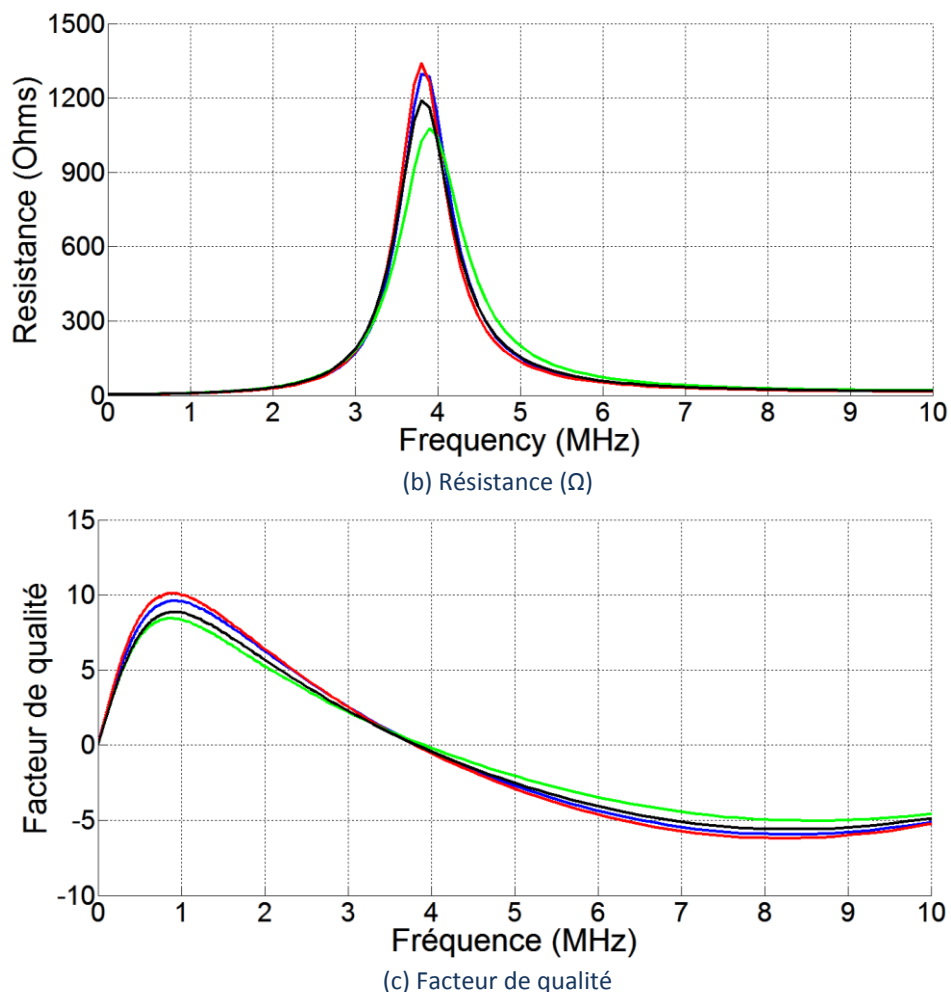 1500
1200
900
600
300
0
Resistance (Ohms)
0 1 2 3 4 5 6 7 8 9 10
Frequency (MHz)
(b) Résistance (Ω)
15
10
5
0
-5
-10
Facteur de qualité
0 1 2 3 4 5 6 7 8 9 10
Fréquence (MHz)
(c) Facteur de qualité